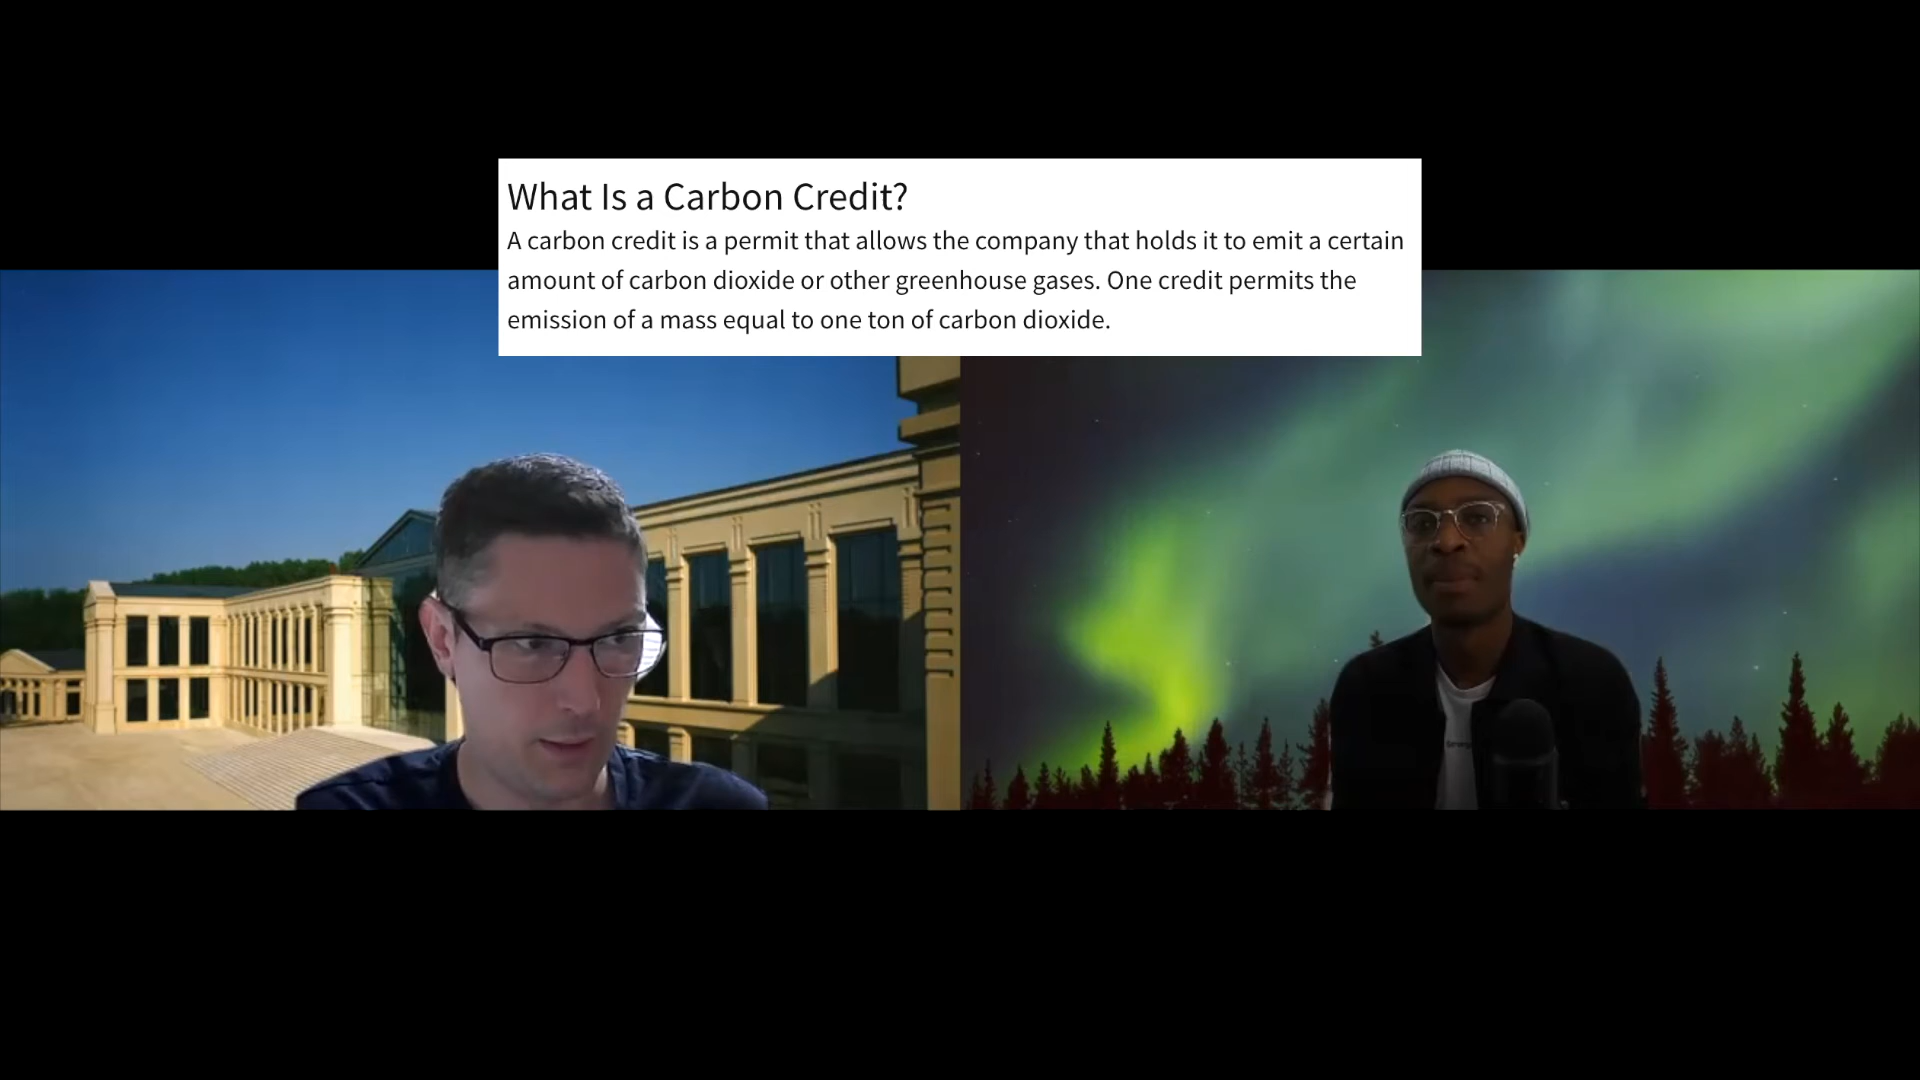 What Is a Carbon Credit?
A carbon credit is a permit that allows the company that holds it to emit a certain
amount of carbon dioxide or other greenhouse gases. One credit permits the
emission of a mass equal to one ton of carbon dioxide.